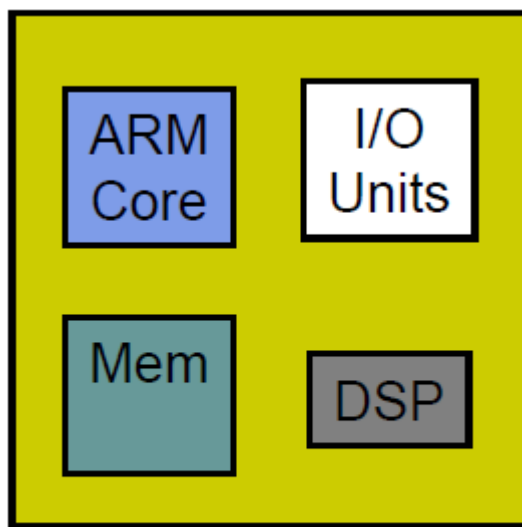 ARM
Core
I/O
Units
Mem
DSP